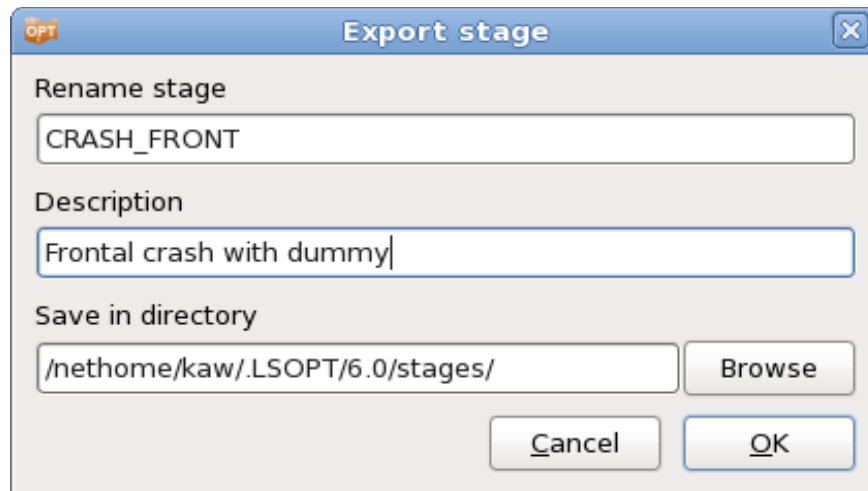 OPT
Export stage
Rename stage
CRASH_FRONT
Description
Frontal crash with dummy
Save in directory
/nethome/kaw/.LSOPT/6.0/stages/
Browse
Cancel
OK